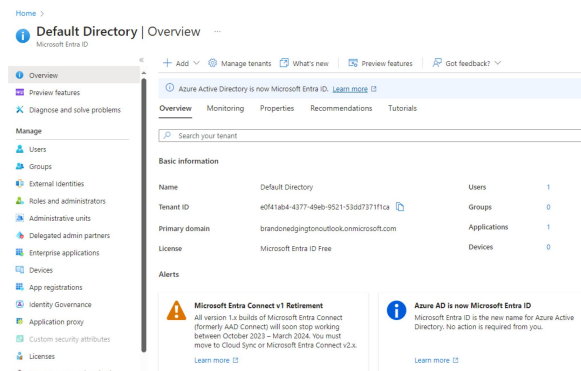 Home >
Default Directory | Overview ...
Microsoft Entra ID
«
+ Add Manage tenants What's new Preview features Got feedback?
Overview
Preview features
Diagnose and solve problems
Manage
Users
Groups
External Identities
Roles and administrators
Administrative units
Delegated admin partners
Enterprise applications
Devices
App registrations
Identity Governance
Application proxy
Custom security attributes
Licenses
Azure Active Directory is now Microsoft Entra ID. Learn more
Overview Monitoring Properties Recommendations Tutorials
Search your tenant
Basic information
Name Default Directory Users 1
Tenant ID e0f41ab4-4377-49eb-9521-53dd7371f1ca Groups 0
Primary domain brandonedgingtonoutlook.onmicrosoft.com Applications 1
License Microsoft Entra ID Free Devices 0
Alerts
Microsoft Entra Connect v1 Retirement
All version 1.x builds of Microsoft Entra Connect
(formerly AAD Connect) will soon stop working
between October 2023 – March 2024. You must
move to Cloud Sync or Microsoft Entra Connect v2.x.
Learn more
Azure AD is now Microsoft Entra ID
Microsoft Entra ID is the new name for Azure Active
Directory. No action is required from you.
Learn more